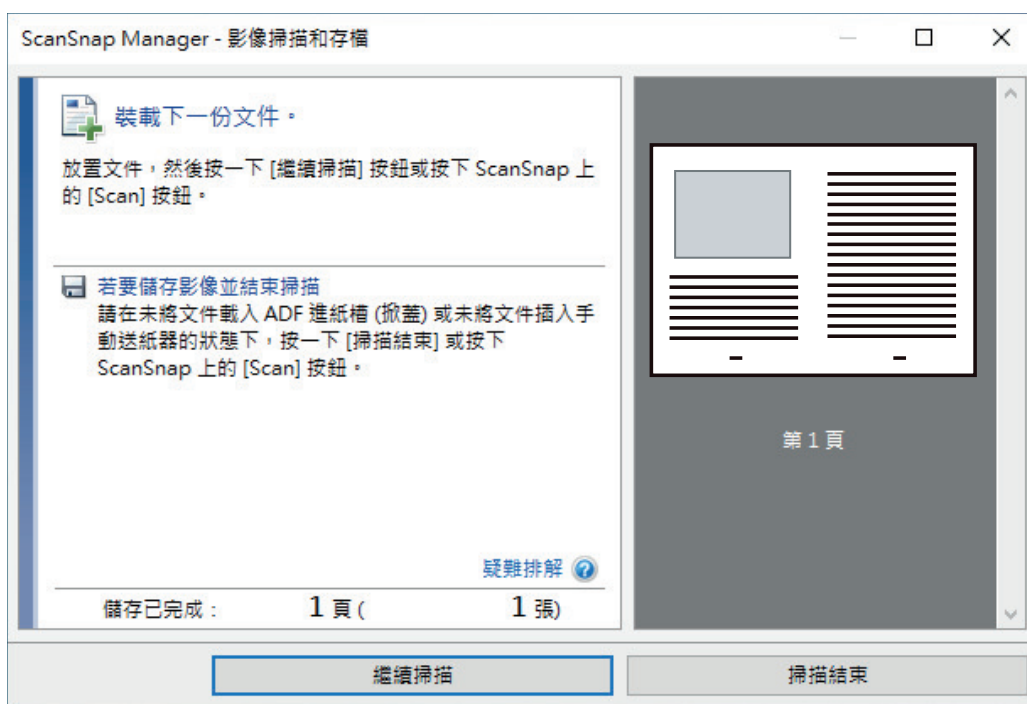 ScanSnap Manager - 影像掃描和存檔
裝載下一份文件。
放置文件，然後按一下 [繼續掃描] 按鈕或按下 ScanSnap 上
的 [Scan] 按鈕。
若要儲存影像並結束掃描
請在未將文件載入 ADF 進紙槽 (掀蓋) 或未將文件插入手
動送紙器的狀態下，按一下 [掃描結束] 或按下
ScanSnap 上的 [Scan] 按鈕。
第 1 頁
疑難排解
儲存已完成： 1 頁 ( 1 張)
繼續掃描 掃描結束